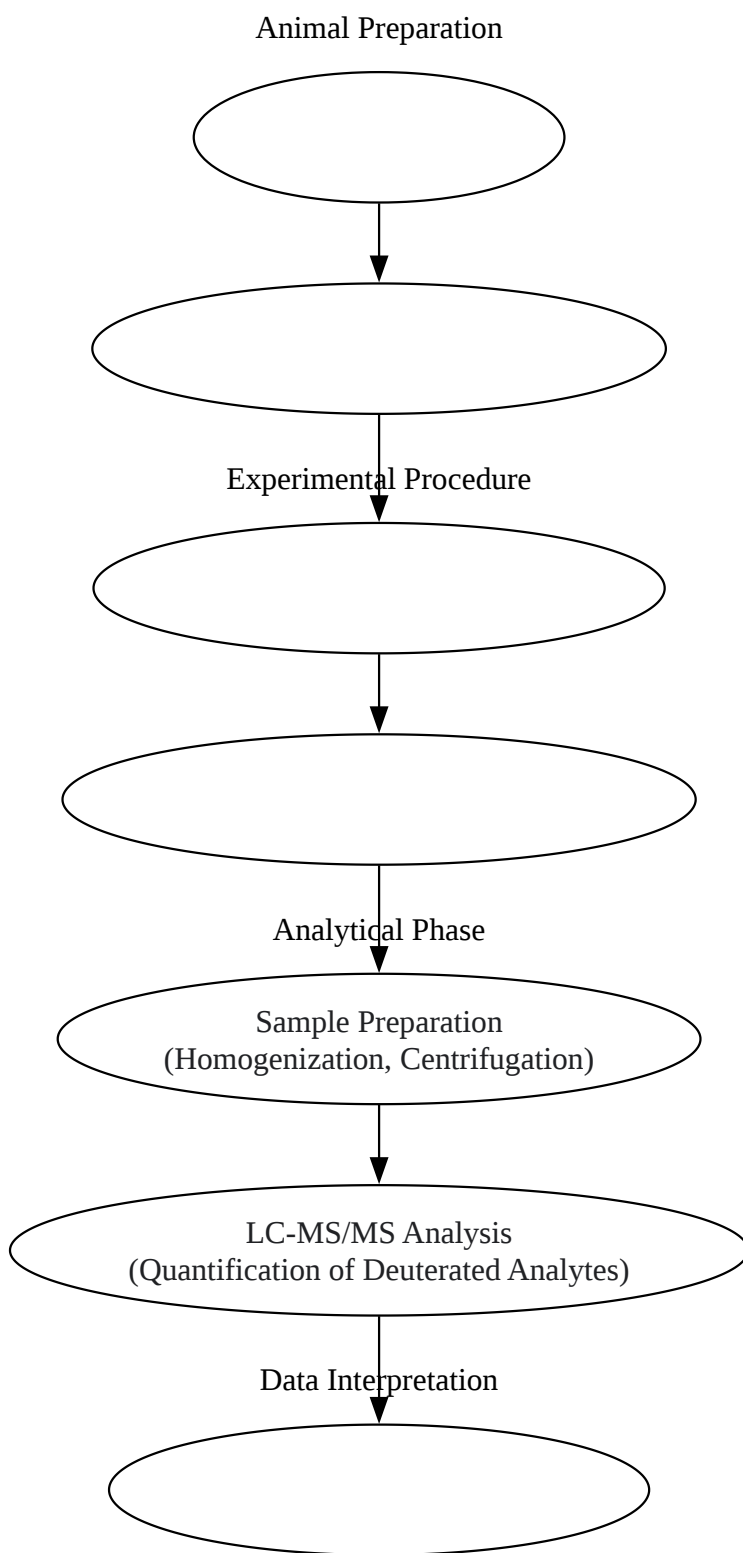 Animal Preparation
Experimental Procedure
Analytical Phase
Sample Preparation
(Homogenization, Centrifugation)
LC-MS/MS Analysis
(Quantification of Deuterated Analytes)
Data Interpretation